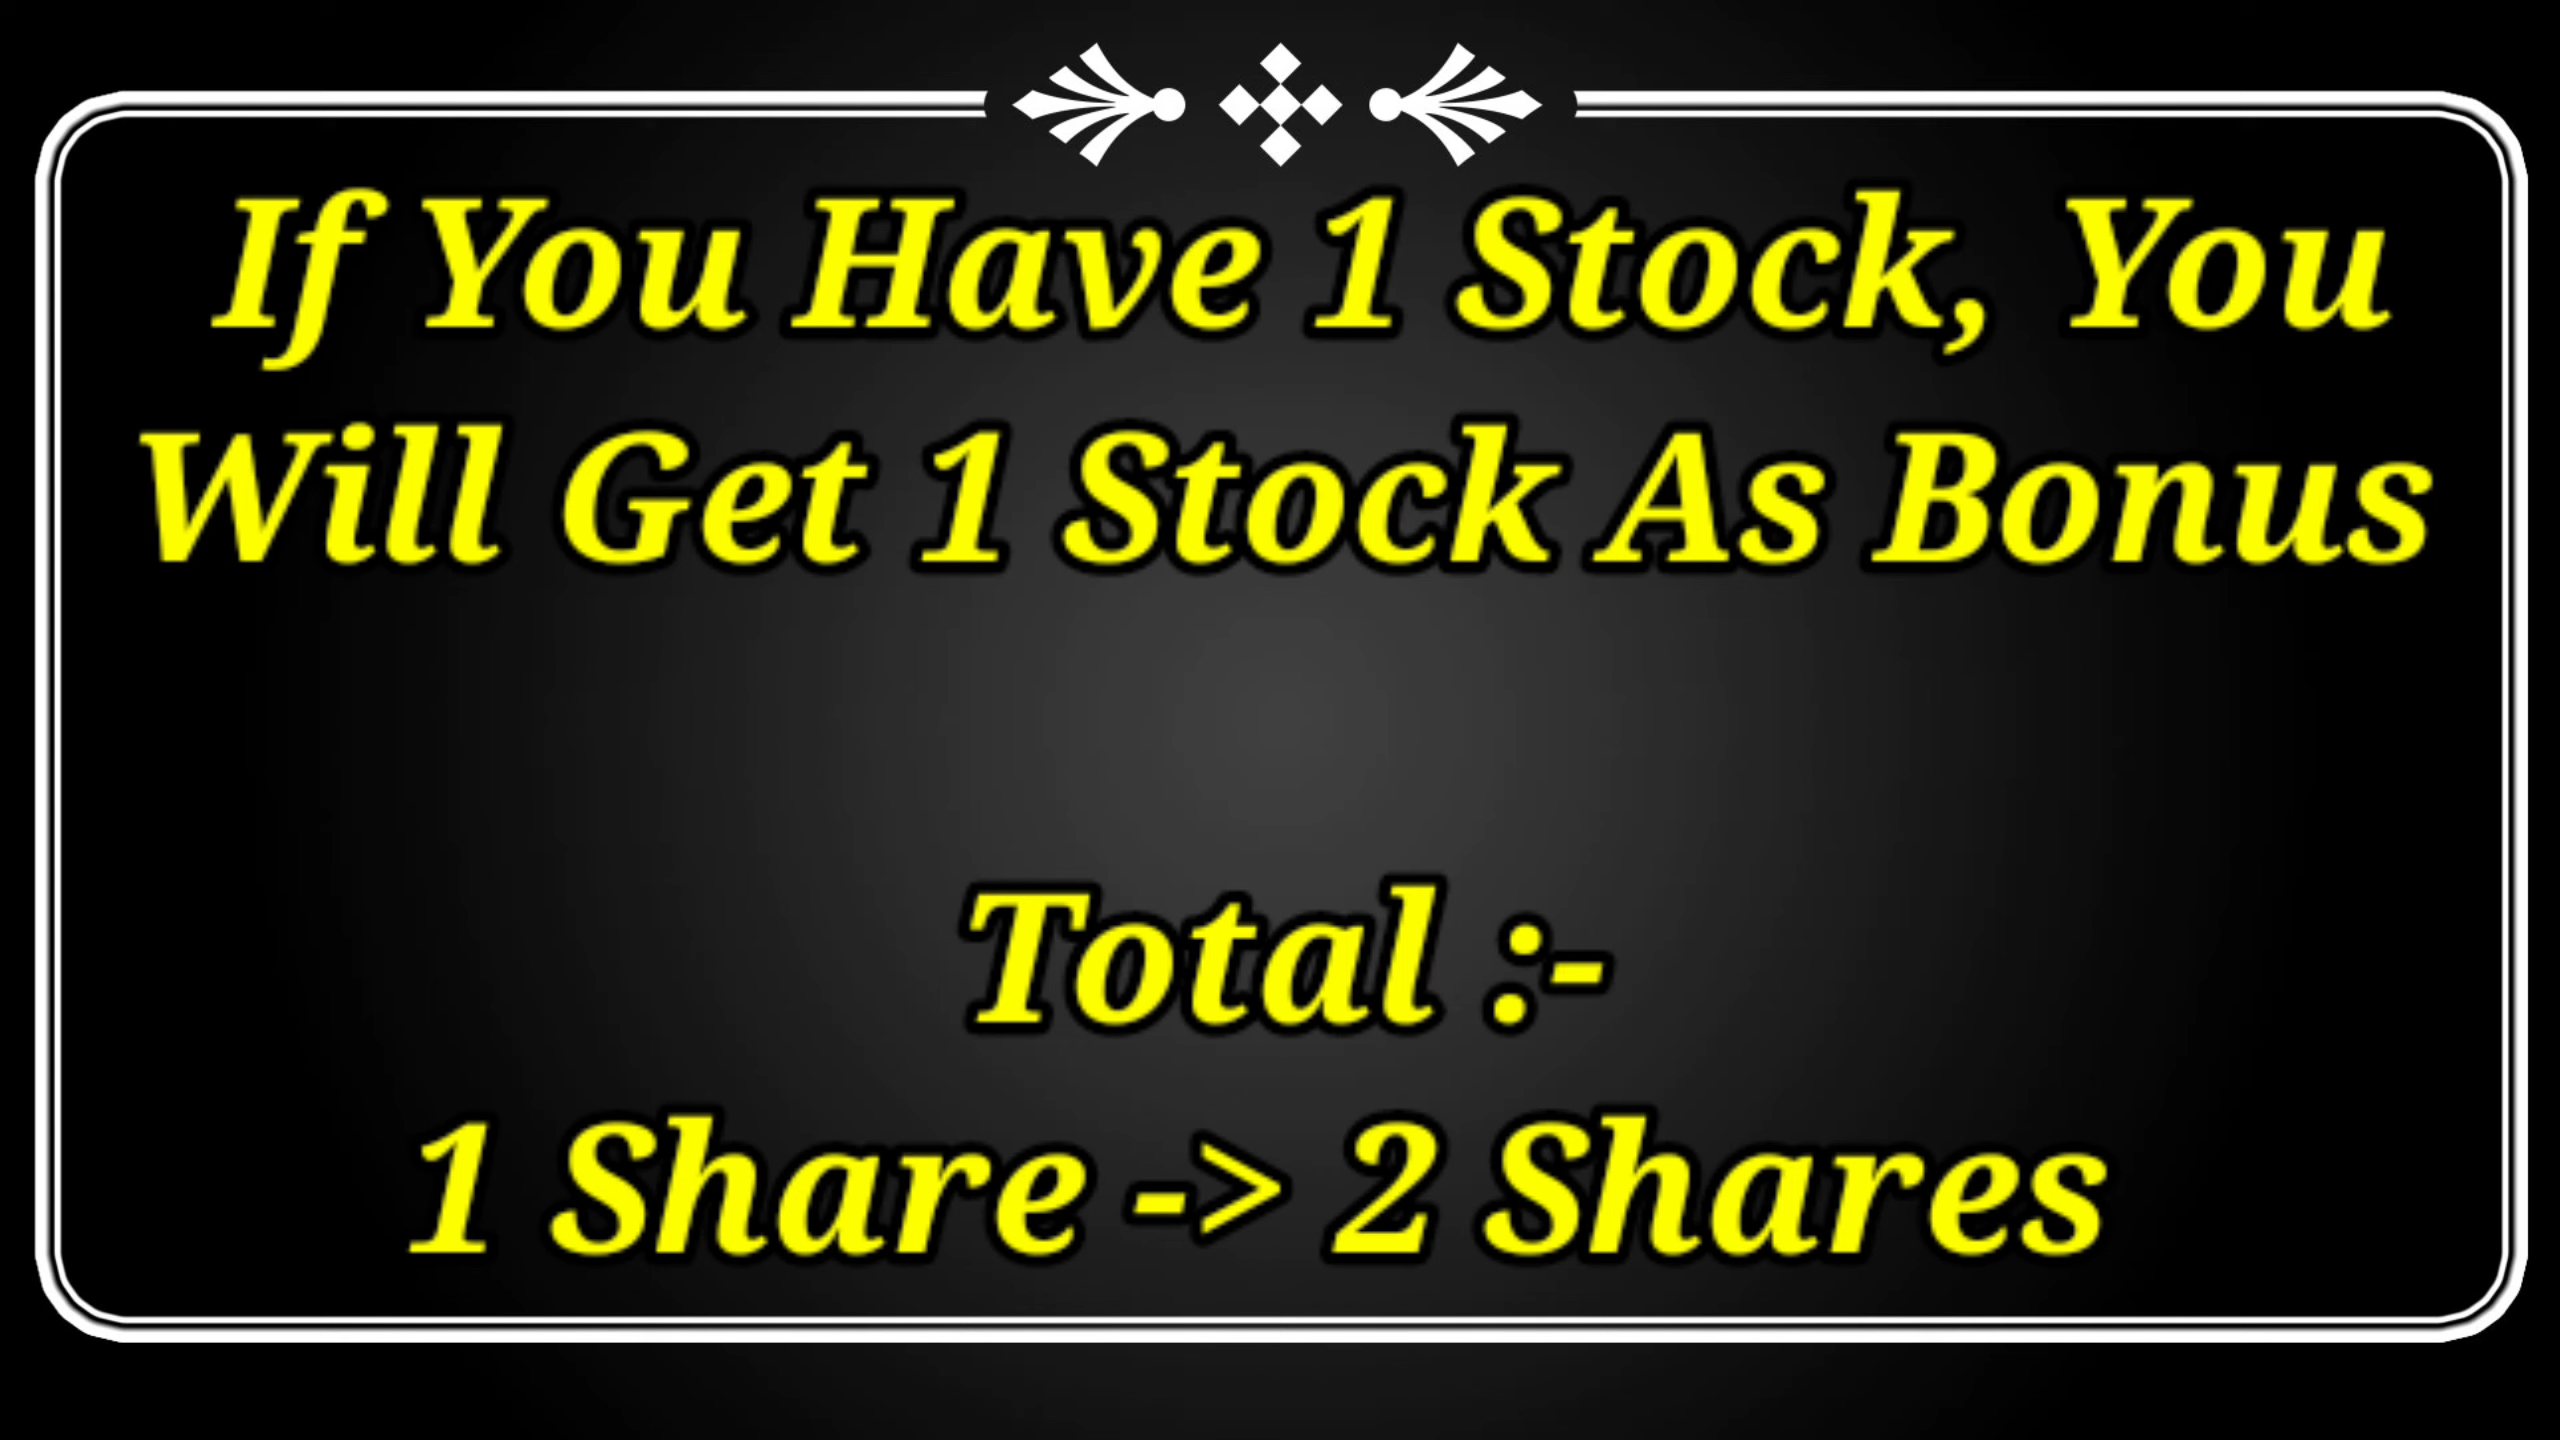 If You Have 1 Stock, You
Will Get 1 Stock As Bonus
Total :-
1 Share -> 2 Shares